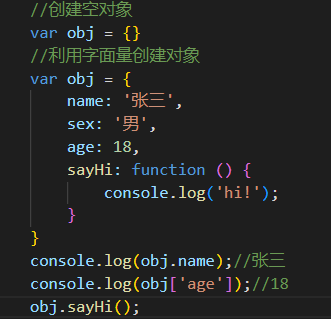 //创建空对象
var obj = {}
//利用字面量创建对象
var obj = {
    name: '张三',
    sex: '男',
    age: 18,
    sayHi: function () {
        console.log('hi!');
    }
}
console.log(obj.name);//张三
console.log(obj['age']);//18
obj.sayHi();